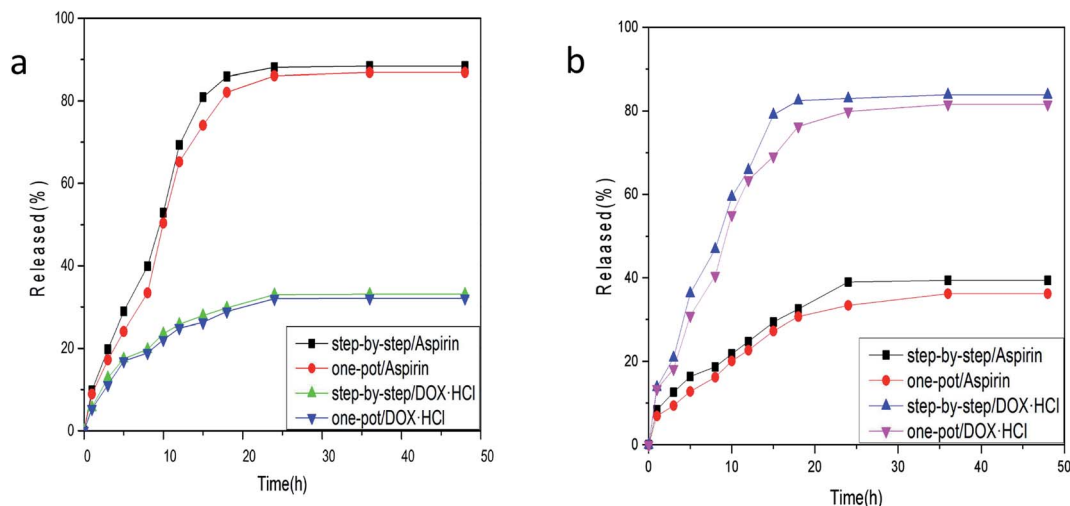 a
100
80
60
40
20
0
Released(%)
0 10 20 30 40 50
Time(h)
step-by-step/Aspirin
one-pot/Aspirin
step-by-step/DOX·HCl
one-pot/DOX·HCl
b
100
80
60
40
20
0
Relaased(%)
0 10 20 30 40 50
Time(h)
step-by-step/Aspirin
one-pot/Aspirin
step-by-step/DOX·HCl
one-pot/DOX·HCl